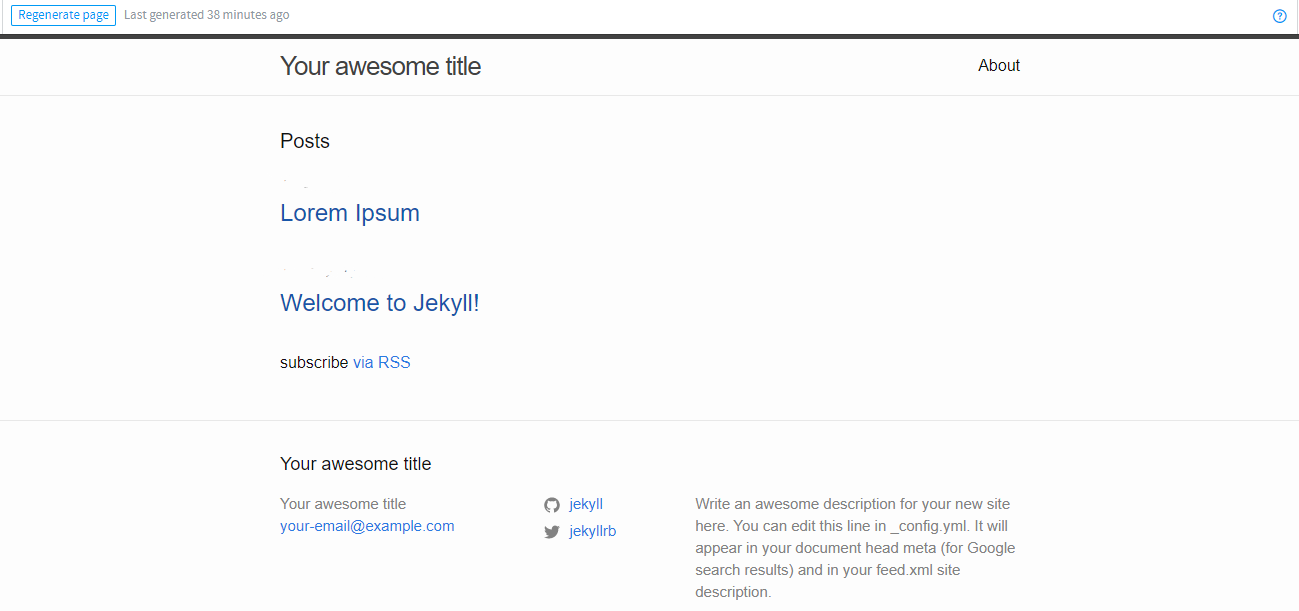 Regenerate page Last generated 38 minutes ago
Your awesome title
About
Posts
Lorem Ipsum
Welcome to Jekyll!
subscribe via RSS
Your awesome title
Your awesome title
your-email@example.com
jekyll
jekyllrb
Write an awesome description for your new site
here. You can edit this line in _config.yml. It will
appear in your document head meta (for Google
search results) and in your feed.xml site
description.